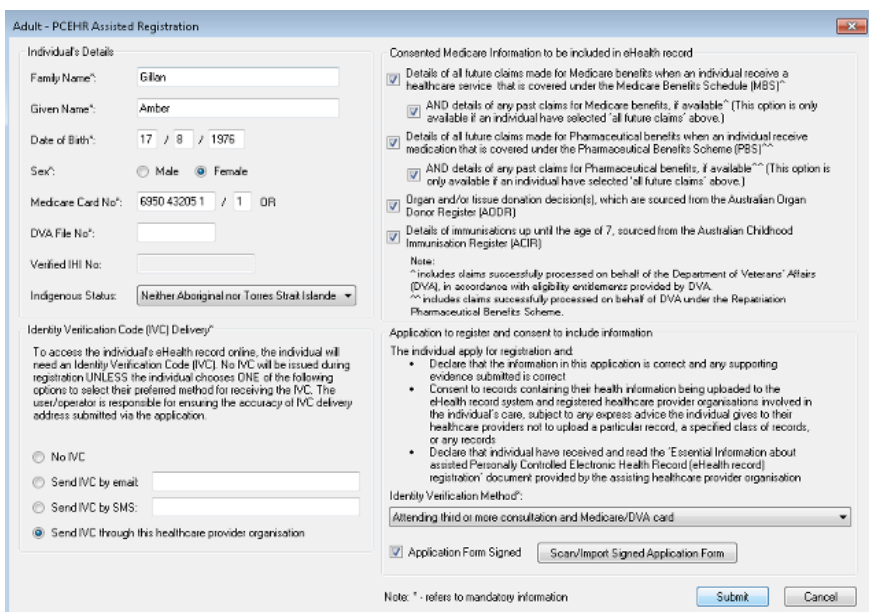 Adult - PCEHR Assisted Registration
Individual's Details
Family Name*:
Gillan
Given Name*:
Amber
Date of Birth*:
17 / 8 / 1976
Sex*:
Male
Female
Medicare Card No*:
6950 43205 1 / 1 OR
DVA File No*:
Verified IHI No:
Indigenous Status:
Neither Aboriginal nor Torres Strait Islande
Identity Verification Code (IVC) Delivery*
To access the individual's eHealth record online, the individual will
need an Identity Verification Code (IVC). No IVC will be issued during
registration UNLESS the individual chooses ONE of the following
options to select their preferred method for receiving the IVC. The
user/operator is responsible for ensuring the accuracy of IVC delivery
address submitted via the application.
No IVC
Send IVC by email:
Send IVC by SMS:
Send IVC through this healthcare provider organisation
Consented Medicare Information to be included in eHealth record
Details of all future claims made for Medicare benefits when an individual receive a
healthcare service that is covered under the Medicare Benefits Schedule (MBS)^
AND details of any past claims for Medicare benefits, if available^ (This option is only
available if an individual have selected 'all future claims' above.)
Details of all future claims made for Pharmaceutical benefits when an individual receive
medication that is covered under the Pharmaceutical Benefits Scheme (PBS)^^
AND details of any past claims for Pharmaceutical benefits, if available^^ (This option is
only available if an individual have selected 'all future claims' above.)
Organ and/or tissue donation decision(s), which are sourced from the Australian Organ
Donor Register (AODR)
Details of immunisations up until the age of 7, sourced from the Australian Childhood
Immunisation Register (ACIR)
Note:
^ includes claims successfully processed on behalf of the Department of Veterans' Affairs
(DVA), in accordance with eligibility entitlements provided by DVA.
^^ includes claims successfully processed on behalf of DVA under the Repatriation
Pharmaceutical Benefits Scheme.
Application to register and consent to include information
The individual apply for registration and:
• Declare that the information in this application is correct and any supporting
evidence submitted is correct
• Consent to records containing their health information being uploaded to the
eHealth record system and registered healthcare provider organisations involved in
the individual's care, subject to any express advice the individual gives to their
healthcare providers not to upload a particular record, a specified class of records,
or any records
• Declare that individual have received and read the 'Essential Information about
assisted Personally Controlled Electronic Health Record (eHealth record)
registration' document provided by the assisting healthcare provider organisation
Identity Verification Method*:
Attending third or more consultation and Medicare/DVA card
Application Form Signed
Scan/Import Signed Application Form
Note: * - refers to mandatory information
Submit
Cancel